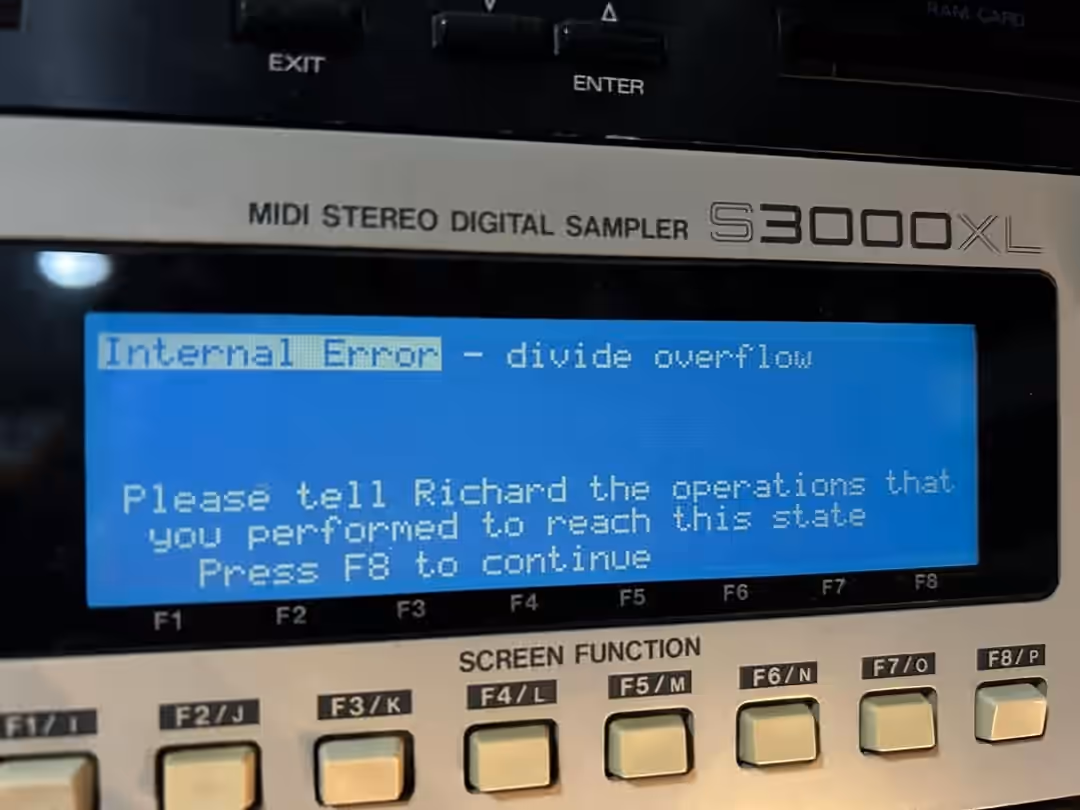 RAM CARD
EXIT
ENTER
MIDI STEREO DIGITAL SAMPLER S3000XL
Internal Error - divide overflow
Please tell Richard the operations that
you performed to reach this state
Press F8 to continue
F1 F2 F3 F4 F5 F6 F7 F8
SCREEN FUNCTION
F1/I F2/J F3/K F4/L F5/M F6/N F7/O F8/P